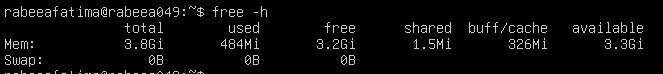 rabeeafatima@rabeea049:~$ free -h
total used free shared buff/cache available
Mem: 3.8Gi 484Mi 3.2Gi 1.5Mi 326Mi 3.3Gi
Swap: 0B 0B 0B